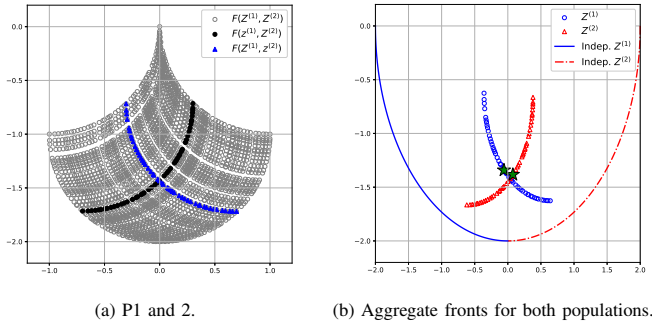 F(Z^(1), Z^(2))
F(z^(1), Z^(2))
F(Z^(1), z^(2))
0.0
−0.5
−1.0
−1.5
−2.0
−1.0 −0.5 0.0 0.5 1.0
(a) P1 and 2.
Z^(1)
Z^(2)
Indep. Z^(1)
Indep. Z^(2)
0.0
−0.5
−1.0
−1.5
−2.0
−2.0 −1.5 −1.0 −0.5 0.0 0.5 1.0 1.5 2.0
(b) Aggregate fronts for both populations.